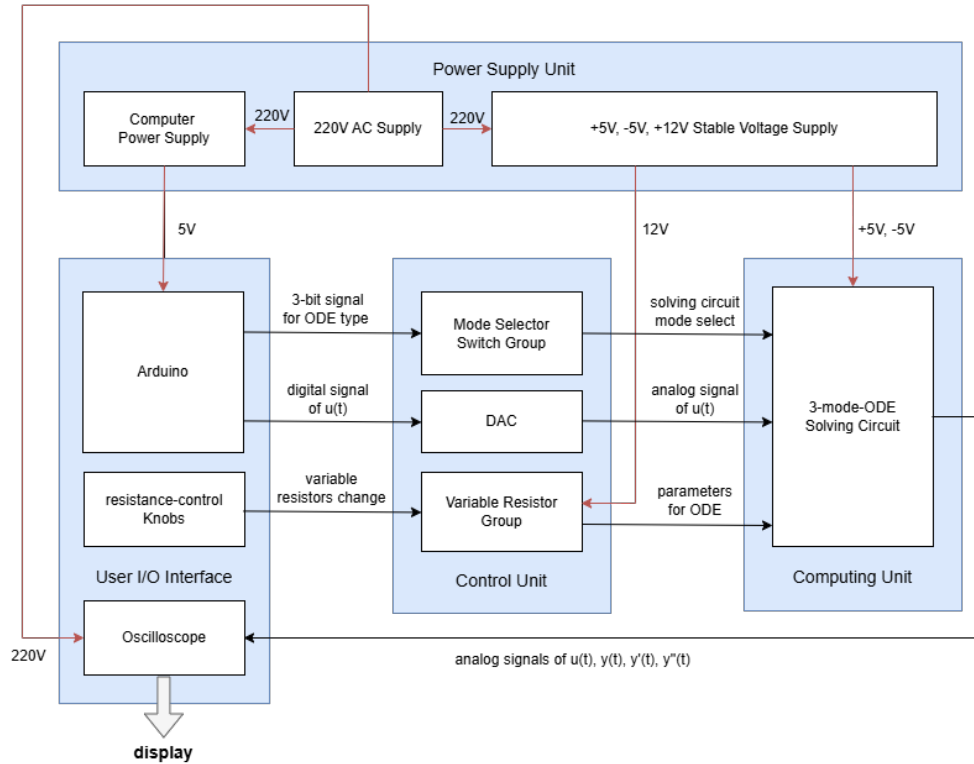 Power Supply Unit
Computer
Power Supply
220V
220V AC Supply
220V
+5V, -5V, +12V Stable Voltage Supply
5V
12V
+5V, -5V
Arduino
3-bit signal
for ODE type
Mode Selector
Switch Group
solving circuit
mode select
digital signal
of u(t)
DAC
analog signal
of u(t)
3-mode-ODE
Solving Circuit
resistance-control
Knobs
variable
resistors change
Variable Resistor
Group
parameters
for ODE
User I/O Interface
Control Unit
Computing Unit
Oscilloscope
220V
analog signals of u(t), y(t), y'(t), y"(t)
display